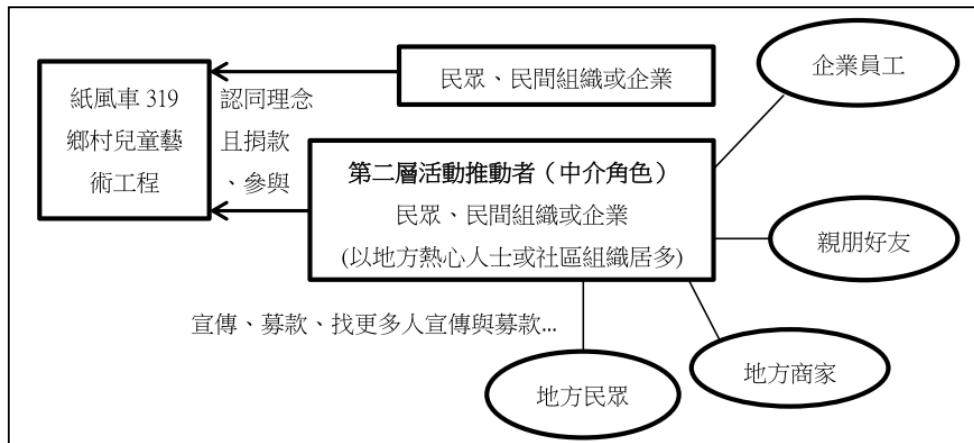 紙風車 319
鄉村兒童藝
術工程
認同理念
且捐款
、參與
民眾、民間組織或企業
第二層活動推動者（中介角色）
民眾、民間組織或企業
(以地方熱心人士或社區組織居多)
宣傳、募款、找更多人宣傳與募款...
企業員工
親朋好友
地方商家
地方民眾